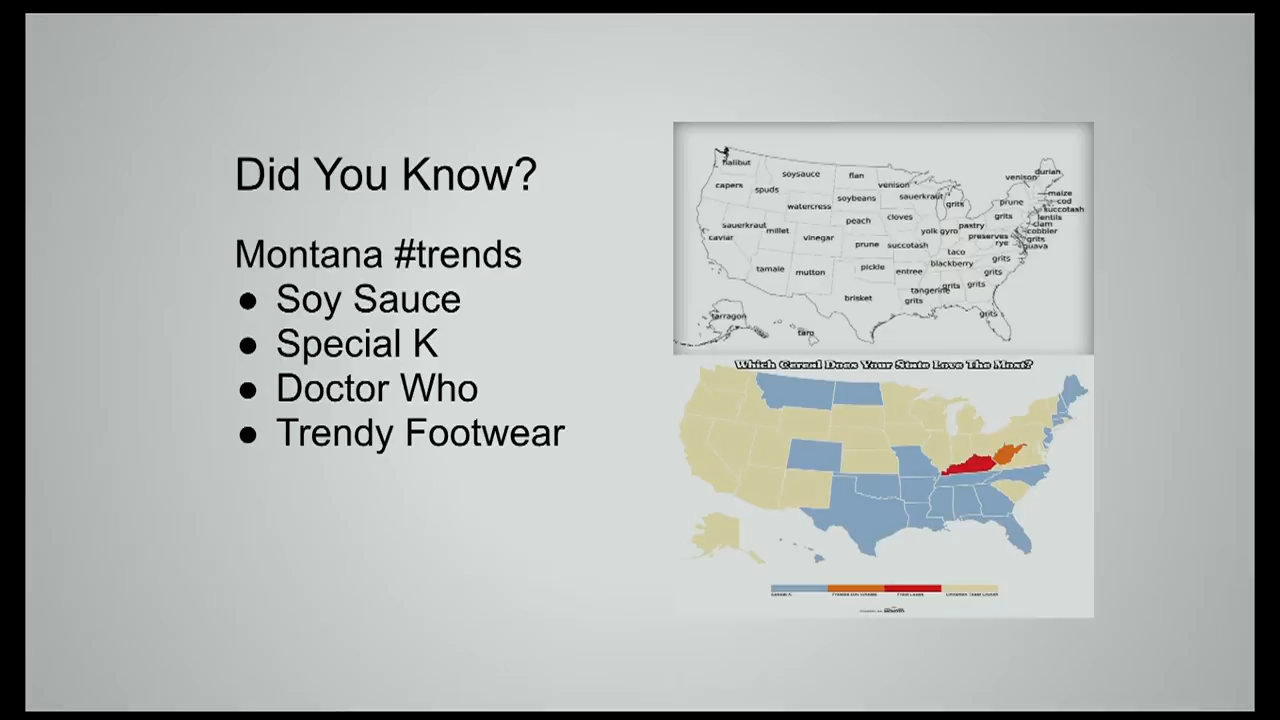 Did You Know?
Montana #trends
● Soy Sauce
● Special K
● Doctor Who
● Trendy Footwear
halibut
soysauce
flan
capers
spuds
venison
watercress
soybeans
sauerkraut
grits
venison
durian
maize
cod
succotash
lentils
clam
cobbler
grits
guava
prune
grits
peach
cloves
sauerkraut
caviar
millet
vinegar
yolk
gyro
pastry
preserves
rye
prune
succotash
taco
blackberry
grits
tamale
mutton
pickle
entree
grits
tangerine
grits
grits
brisket
grits
grits
tarragon
taro
Which Cereal Does Your State Love The Most?